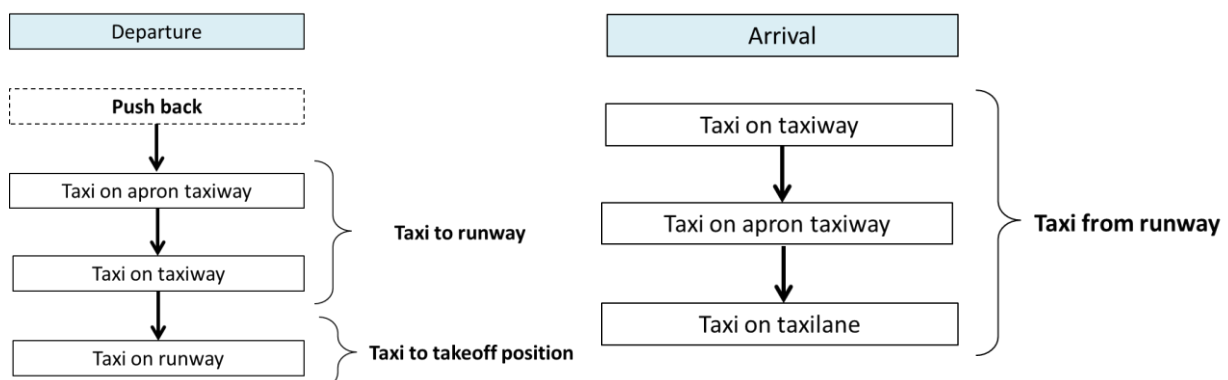 Departure
Push back
Taxi on apron taxiway
Taxi to runway
Taxi on taxiway
Taxi on runway
Taxi to takeoff position
Arrival
Taxi on taxiway
Taxi on apron taxiway
Taxi from runway
Taxi on taxilane